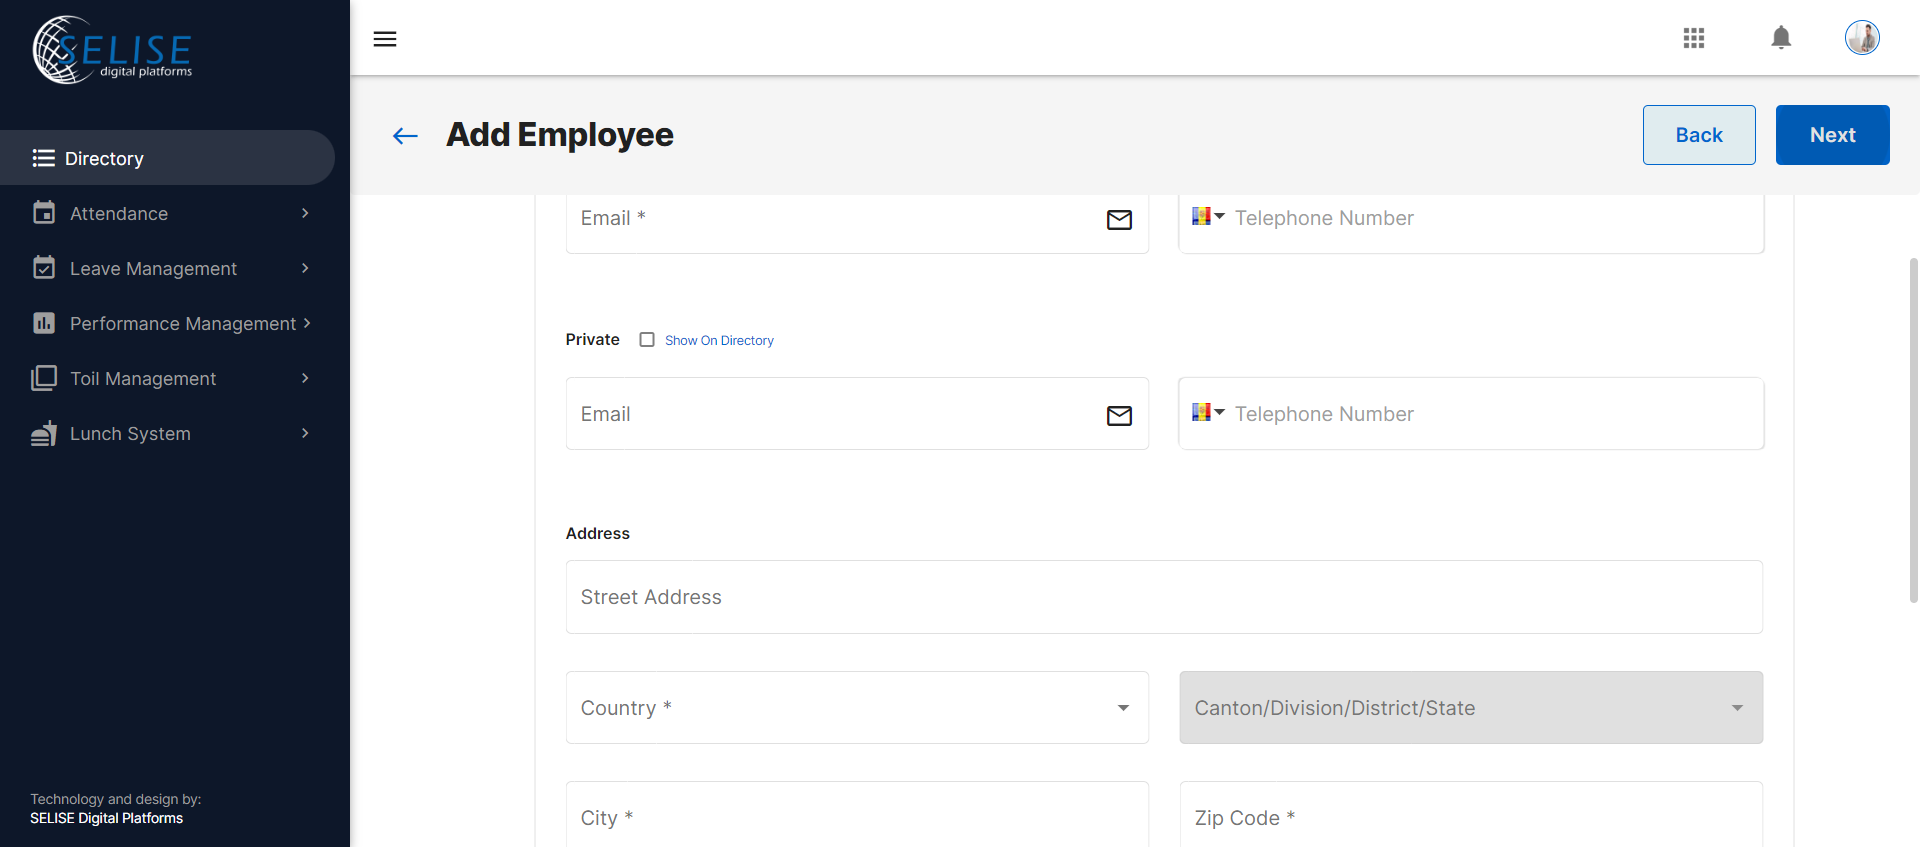 SELISE
digital platforms
Directory
Attendance
Leave Management
Performance Management
Toil Management
Lunch System
Technology and design by:
SELISE Digital Platforms
Add Employee
Back
Next
Email *
Telephone Number
Private
Show On Directory
Email
Telephone Number
Address
Street Address
Country *
Canton/Division/District/State
City *
Zip Code *